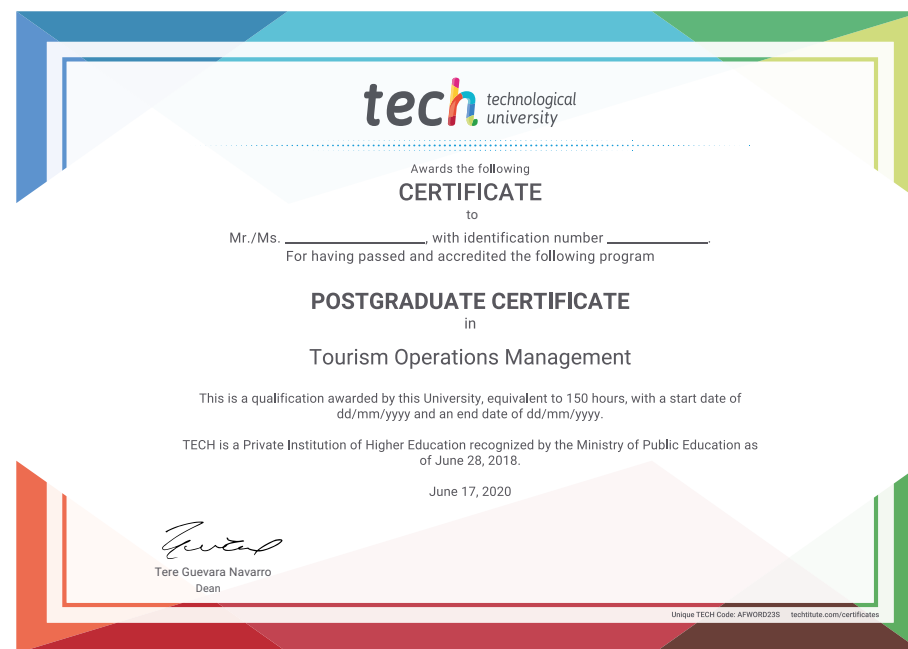 tech technological
university
Awards the following
CERTIFICATE
to
Mr./Ms. ____________________, with identification number ______________.
For having passed and accredited the following program
POSTGRADUATE CERTIFICATE
in
Tourism Operations Management
This is a qualification awarded by this University, equivalent to 150 hours, with a start date of
dd/mm/yyyy and an end date of dd/mm/yyyy.
TECH is a Private Institution of Higher Education recognized by the Ministry of Public Education as
of June 28, 2018.
June 17, 2020
Tere Guevara Navarro
Dean
Unique TECH Code: AFWORD23S techtitute.com/certificates